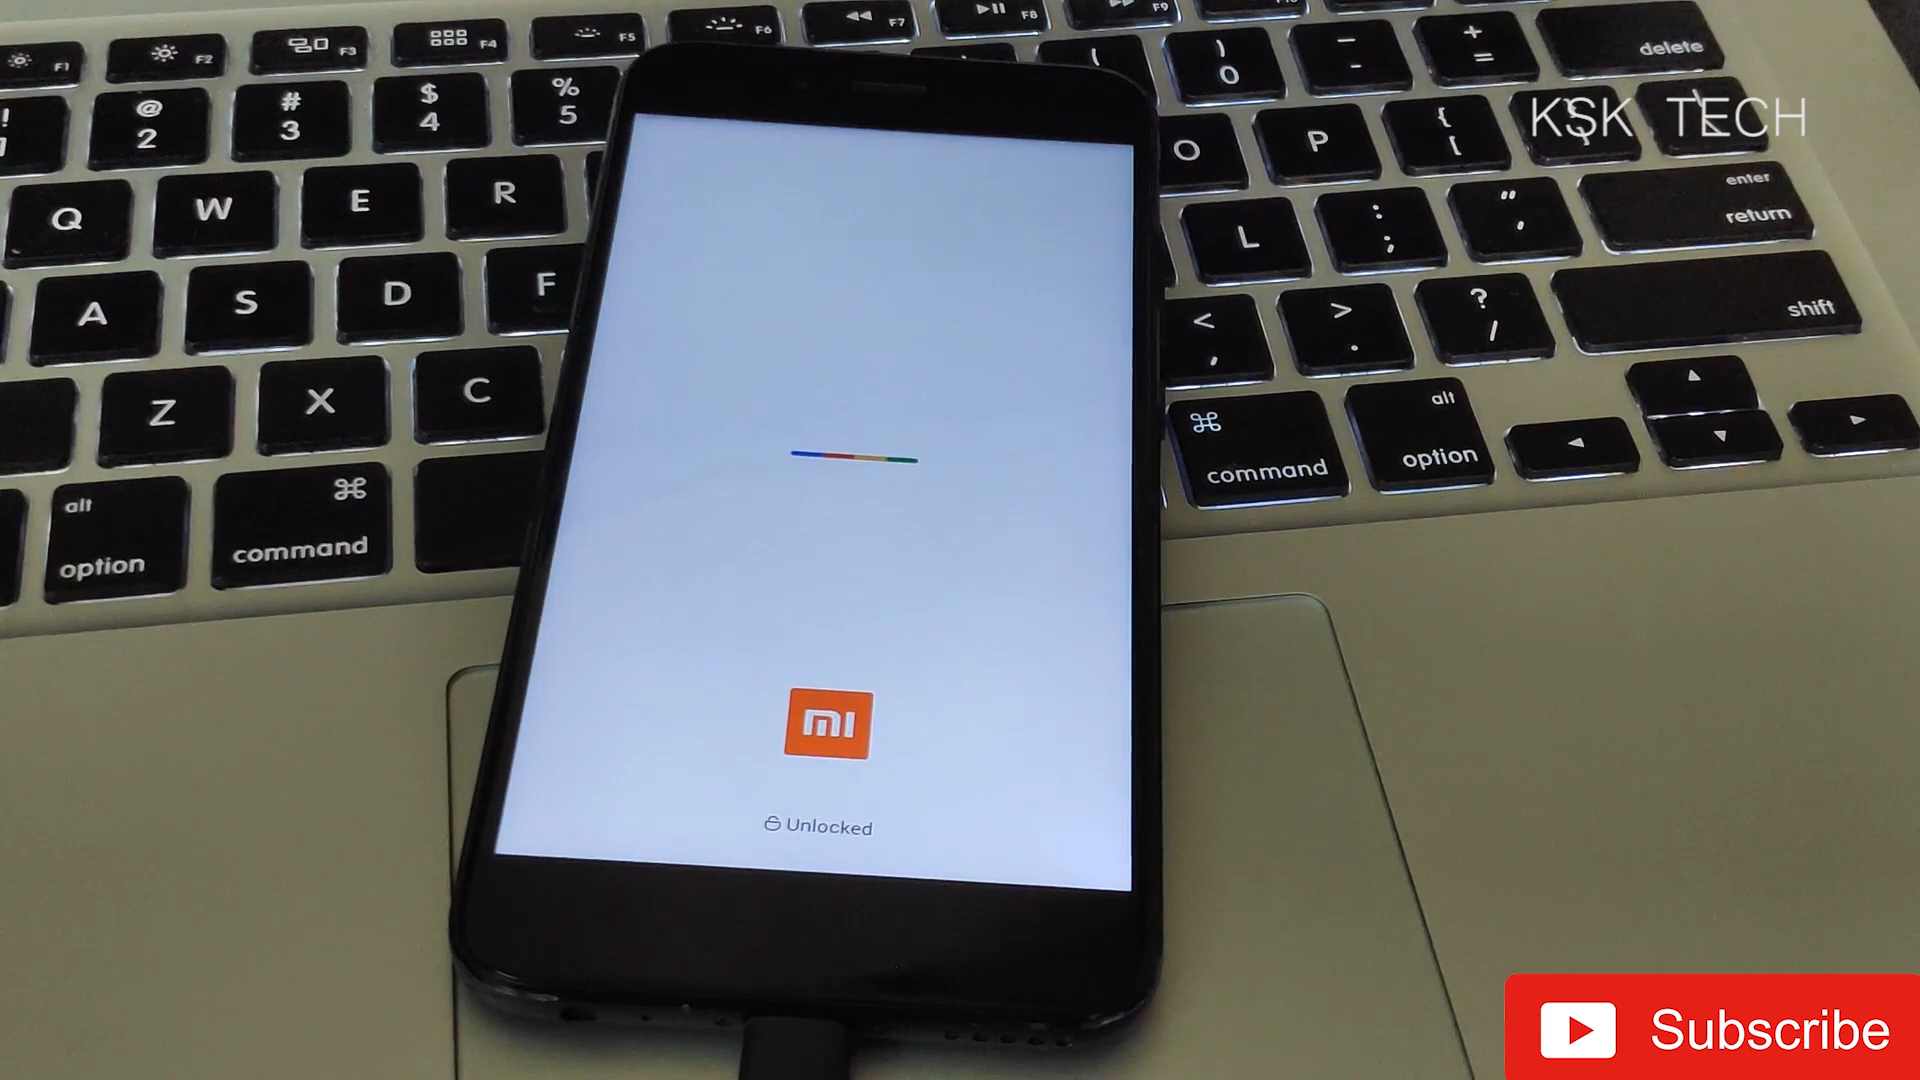 F1 F2 F3 F4 F5 F6 F7 F8 F9
! @ 2 # 3 $ 4 % 5 ( ) 0 _ - + = delete
Q W E R O P { [ } \
KSK TECH
A S D F L : ; " ' enter return
Z X C < , > . ? / shift
alt option ⌘ command ⌘ command alt option
mi
Unlocked
Subscribe